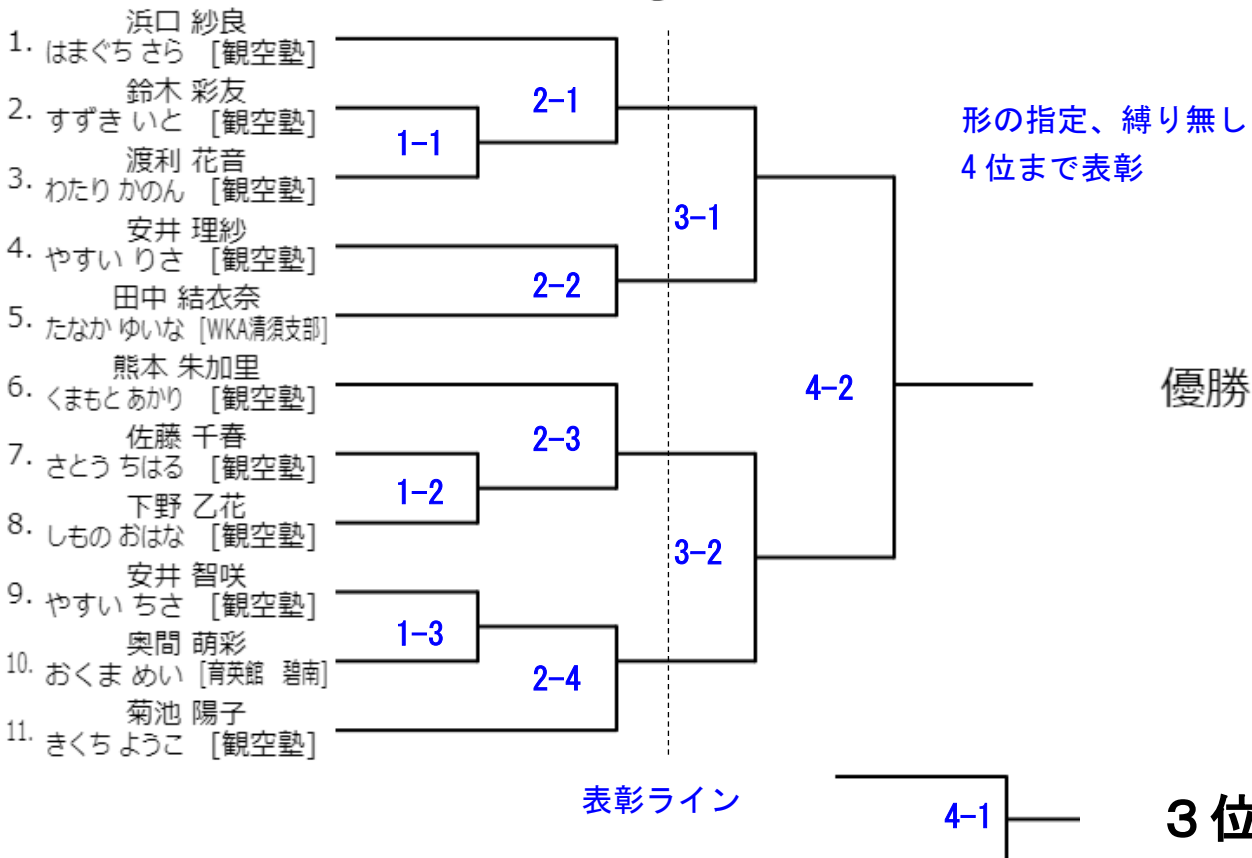 浜口 紗良
1. はまぐち さら [観空塾]
鈴木 彩友
2. すずき いと [観空塾]
渡利 花音
3. わたり かのん [観空塾]
安井 理紗
4. やすい りさ [観空塾]
田中 結衣奈
5. たなか ゆいな [WKA清須支部]
熊本 朱加里
6. くまもと あかり [観空塾]
佐藤 千春
7. さとう ちはる [観空塾]
下野 乙花
8. しもの おはな [観空塾]
安井 智咲
9. やすい ちさ [観空塾]
奥間 萌彩
10. おくま めい [育英館 碧南]
菊池 陽子
11. きくち ようこ [観空塾]
1-1
1-2
1-3
2-1
2-2
2-3
2-4
3-1
3-2
4-2
形の指定、縛り無し
4位まで表彰
優勝
表彰ライン
4-1
3位